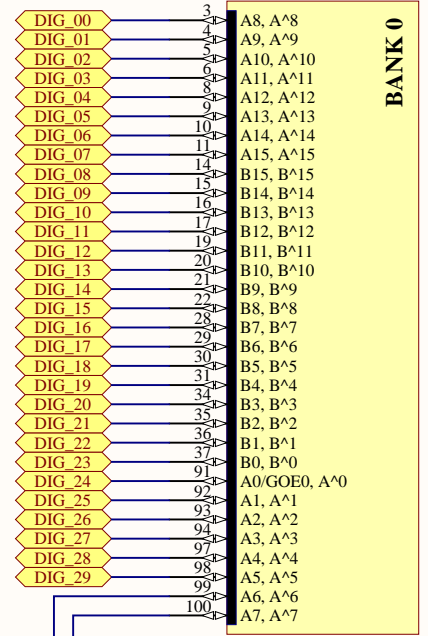 BANK 0
DIG_00 3 A8, A^8
DIG_01 4 A9, A^9
DIG_02 5 A10, A^10
DIG_03 6 A11, A^11
DIG_04 8 A12, A^12
DIG_05 9 A13, A^13
DIG_06 10 A14, A^14
DIG_07 11 A15, A^15
DIG_08 14 B15, B^15
DIG_09 15 B14, B^14
DIG_10 16 B13, B^13
DIG_11 17 B12, B^12
DIG_12 19 B11, B^11
DIG_13 20 B10, B^10
DIG_14 21 B9, B^9
DIG_15 22 B8, B^8
DIG_16 28 B7, B^7
DIG_17 29 B6, B^6
DIG_18 30 B5, B^5
DIG_19 31 B4, B^4
DIG_20 34 B3, B^3
DIG_21 35 B2, B^2
DIG_22 36 B1, B^1
DIG_23 37 B0, B^0
DIG_24 91 A0/GOE0, A^0
DIG_25 92 A1, A^1
DIG_26 93 A2, A^2
DIG_27 94 A3, A^3
DIG_28 97 A4, A^4
DIG_29 98 A5, A^5
99 A6, A^6
100 A7, A^7